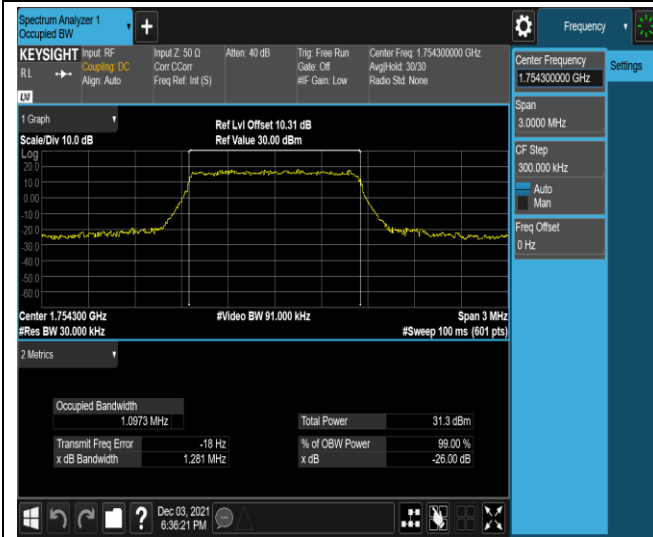 Spectrum Analyzer 1
Occupied BW
+
Frequency
KEYSIGHT
R L
LXI
Input: RF
Coupling: DC
Align: Auto
Input Z: 50 Ω
Corr CCorr
Freq Ref: Int (S)
Atten: 40 dB
Trig: Free Run
Gate: Off
#IF Gain: Low
Center Freq: 1.754300000 GHz
Avg|Hold: 30/30
Radio Std: None
Center Frequency
1.754300000 GHz
Settings
Span
3.0000 MHz
CF Step
300.000 kHz
Auto
Man
Freq Offset
0 Hz
1 Graph
Scale/Div 10.0 dB
Ref Lvl Offset 10.31 dB
Ref Value 30.00 dBm
Log
20.0
10.0
0.00
-10.0
-20.0
-30.0
-40.0
-50.0
-60.0
Center 1.754300 GHz
#Video BW 91.000 kHz
Span 3 MHz
#Res BW 30.000 kHz
#Sweep 100 ms (601 pts)
2 Metrics
Occupied Bandwidth
1.0973 MHz
Total Power 31.3 dBm
Transmit Freq Error -18 Hz
% of OBW Power 99.00 %
x dB Bandwidth 1.281 MHz
x dB -26.00 dB
?
Dec 03, 2021
6:36:21 PM